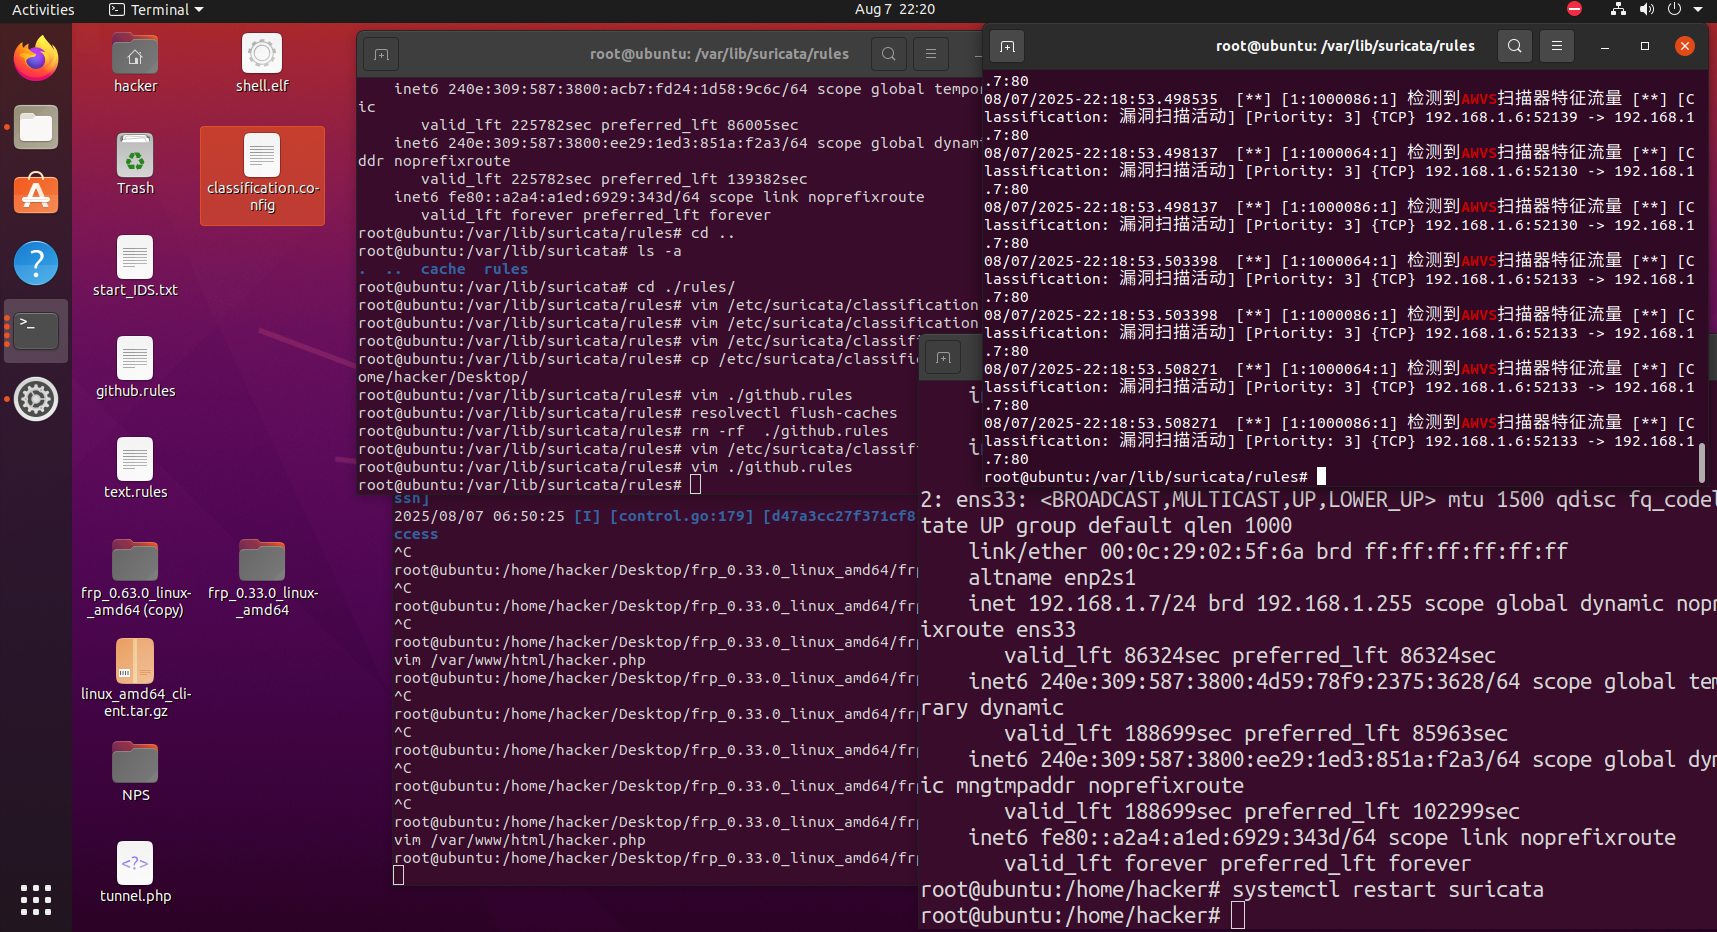 Activities
Terminal
Aug 7 22:20
hacker
shell.elf
Trash
classification.co-
nfig
start_IDS.txt
github.rules
text.rules
frp_0.63.0_linux-
_amd64 (copy)
frp_0.33.0_linux-
_amd64
linux_amd64_cli-
ent.tar.gz
NPS
tunnel.php
root@ubuntu: /var/lib/suricata/rules
inet6 240e:309:587:3800:acb7:fd24:1d58:9c6c/64 scope global tempor
ic
valid_lft 225782sec preferred_lft 86005sec
inet6 240e:309:587:3800:ee29:1ed3:851a:f2a3/64 scope global dynami
ddr noprefixroute
valid_lft 225782sec preferred_lft 139382sec
inet6 fe80::a2a4:a1ed:6929:343d/64 scope link noprefixroute
valid_lft forever preferred_lft forever
root@ubuntu:/var/lib/suricata/rules# cd ..
root@ubuntu:/var/lib/suricata# ls -a
. .. cache rules
root@ubuntu:/var/lib/suricata# cd ./rules/
root@ubuntu:/var/lib/suricata/rules# vim /etc/suricata/classification
root@ubuntu:/var/lib/suricata/rules# vim /etc/suricata/classification
root@ubuntu:/var/lib/suricata/rules# vim /etc/suricata/classifi
root@ubuntu:/var/lib/suricata/rules# cp /etc/suricata/classific
ome/hacker/Desktop/
root@ubuntu:/var/lib/suricata/rules# vim ./github.rules
root@ubuntu:/var/lib/suricata/rules# resolvectl flush-caches
root@ubuntu:/var/lib/suricata/rules# rm -rf ./github.rules
root@ubuntu:/var/lib/suricata/rules# vim /etc/suricata/classif
root@ubuntu:/var/lib/suricata/rules# vim ./github.rules
root@ubuntu:/var/lib/suricata/rules#
ssh]
2025/08/07 06:50:25 [I] [control.go:179] [d47a3cc27f371cf8
ccess
^C
root@ubuntu:/home/hacker/Desktop/frp_0.33.0_linux_amd64/frp
^C
root@ubuntu:/home/hacker/Desktop/frp_0.33.0_linux_amd64/frp
^C
root@ubuntu:/home/hacker/Desktop/frp_0.33.0_linux_amd64/frp
vim /var/www/html/hacker.php
root@ubuntu:/home/hacker/Desktop/frp_0.33.0_linux_amd64/frp
^C
root@ubuntu:/home/hacker/Desktop/frp_0.33.0_linux_amd64/frp
^C
root@ubuntu:/home/hacker/Desktop/frp_0.33.0_linux_amd64/frp
^C
root@ubuntu:/home/hacker/Desktop/frp_0.33.0_linux_amd64/frp
^C
root@ubuntu:/home/hacker/Desktop/frp_0.33.0_linux_amd64/frp
vim /var/www/html/hacker.php
root@ubuntu:/home/hacker/Desktop/frp_0.33.0_linux_amd64/frp
root@ubuntu: /var/lib/suricata/rules
.7:80
08/07/2025-22:18:53.498535 [**] [1:1000086:1] 检测到AWVS扫描器特征流量 [**] [C
lassification: 漏洞扫描活动] [Priority: 3] {TCP} 192.168.1.6:52139 -> 192.168.1
.7:80
08/07/2025-22:18:53.498137 [**] [1:1000064:1] 检测到AWVS扫描器特征流量 [**] [C
lassification: 漏洞扫描活动] [Priority: 3] {TCP} 192.168.1.6:52130 -> 192.168.1
.7:80
08/07/2025-22:18:53.498137 [**] [1:1000086:1] 检测到AWVS扫描器特征流量 [**] [C
lassification: 漏洞扫描活动] [Priority: 3] {TCP} 192.168.1.6:52130 -> 192.168.1
.7:80
08/07/2025-22:18:53.503398 [**] [1:1000064:1] 检测到AWVS扫描器特征流量 [**] [C
lassification: 漏洞扫描活动] [Priority: 3] {TCP} 192.168.1.6:52133 -> 192.168.1
.7:80
08/07/2025-22:18:53.503398 [**] [1:1000086:1] 检测到AWVS扫描器特征流量 [**] [C
lassification: 漏洞扫描活动] [Priority: 3] {TCP} 192.168.1.6:52133 -> 192.168.1
.7:80
08/07/2025-22:18:53.508271 [**] [1:1000064:1] 检测到AWVS扫描器特征流量 [**] [C
lassification: 漏洞扫描活动] [Priority: 3] {TCP} 192.168.1.6:52133 -> 192.168.1
.7:80
08/07/2025-22:18:53.508271 [**] [1:1000086:1] 检测到AWVS扫描器特征流量 [**] [C
lassification: 漏洞扫描活动] [Priority: 3] {TCP} 192.168.1.6:52133 -> 192.168.1
.7:80
root@ubuntu:/var/lib/suricata/rules#
2: ens33: <BROADCAST,MULTICAST,UP,LOWER_UP> mtu 1500 qdisc fq_codel
tate UP group default qlen 1000
link/ether 00:0c:29:02:5f:6a brd ff:ff:ff:ff:ff:ff
altname enp2s1
inet 192.168.1.7/24 brd 192.168.1.255 scope global dynamic nopr
ixroute ens33
valid_lft 86324sec preferred_lft 86324sec
inet6 240e:309:587:3800:4d59:78f9:2375:3628/64 scope global tem
rary dynamic
valid_lft 188699sec preferred_lft 85963sec
inet6 240e:309:587:3800:ee29:1ed3:851a:f2a3/64 scope global dyn
ic mngtmpaddr noprefixroute
valid_lft 188699sec preferred_lft 102299sec
inet6 fe80::a2a4:a1ed:6929:343d/64 scope link noprefixroute
valid_lft forever preferred_lft forever
root@ubuntu:/home/hacker# systemctl restart suricata
root@ubuntu:/home/hacker#